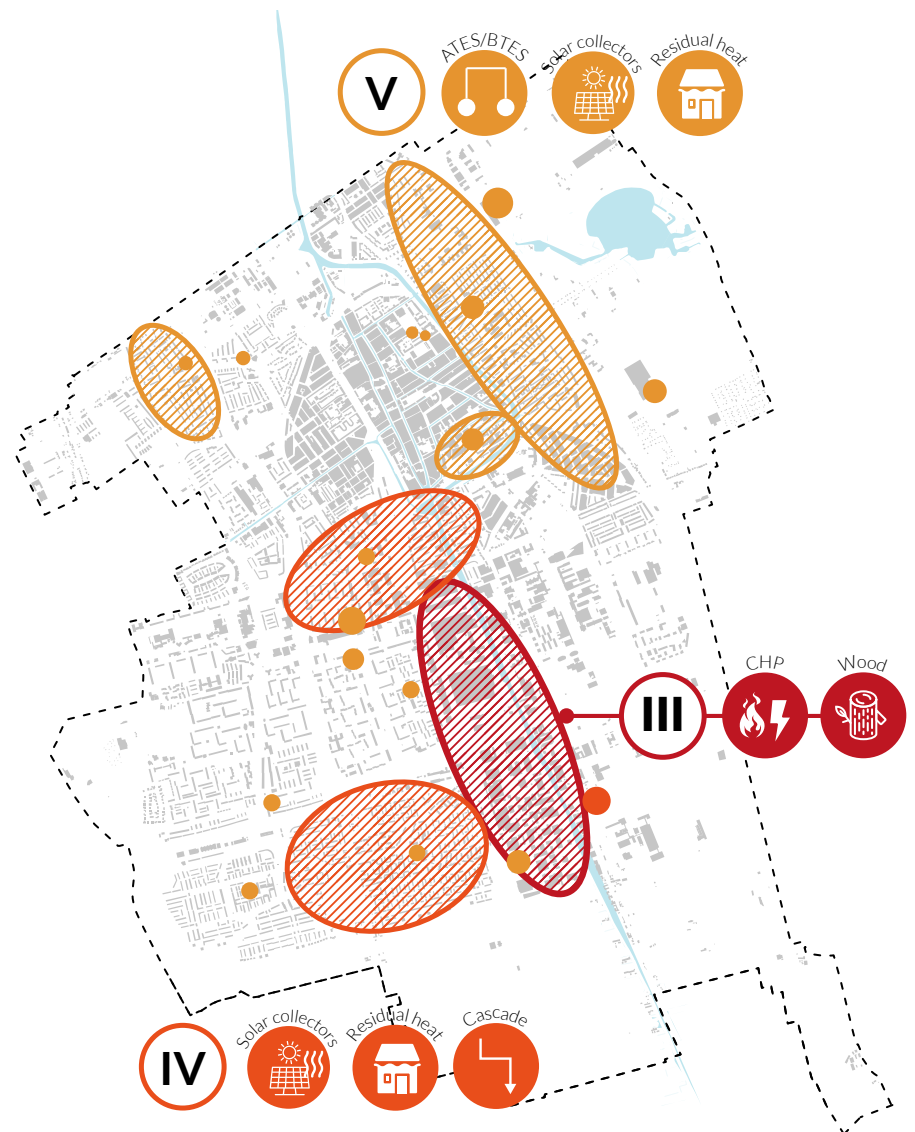 V
ATES/BTES
Solar collectors
Residual heat
III
CHP
Wood
IV
Solar collectors
Residual heat
Cascade